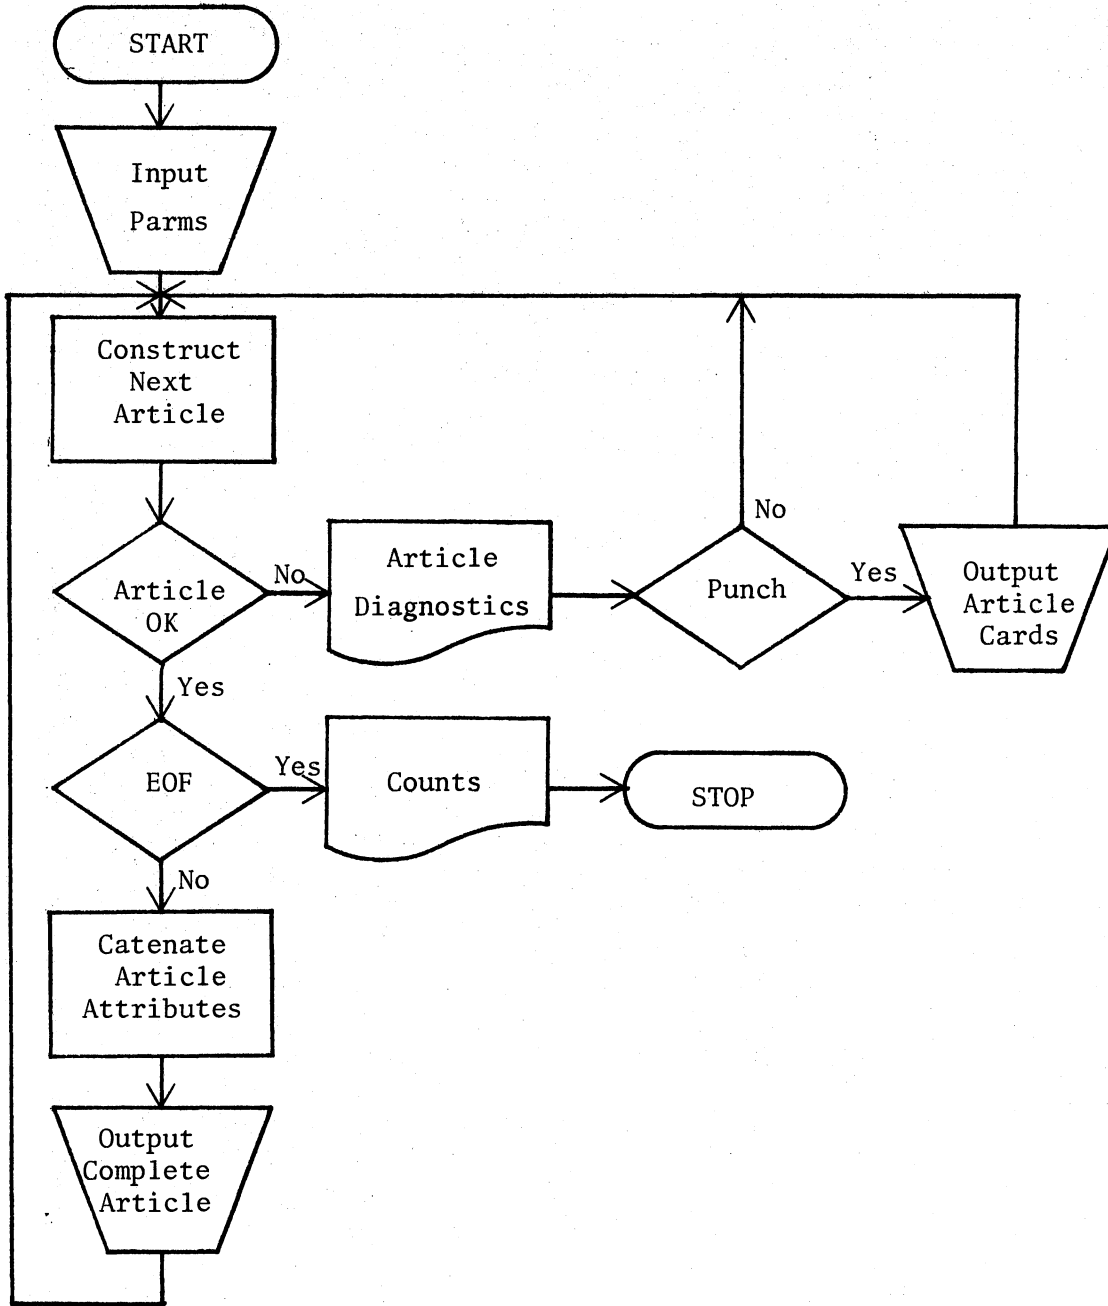 START
Input
Parms
Construct
Next
Article
No
Article
OK
No
Article
Diagnostics
Punch
Yes
Output
Article
Cards
Yes
EOF
Yes
Counts
STOP
No
Catenate
Article
Attributes
Output
Complete
Article